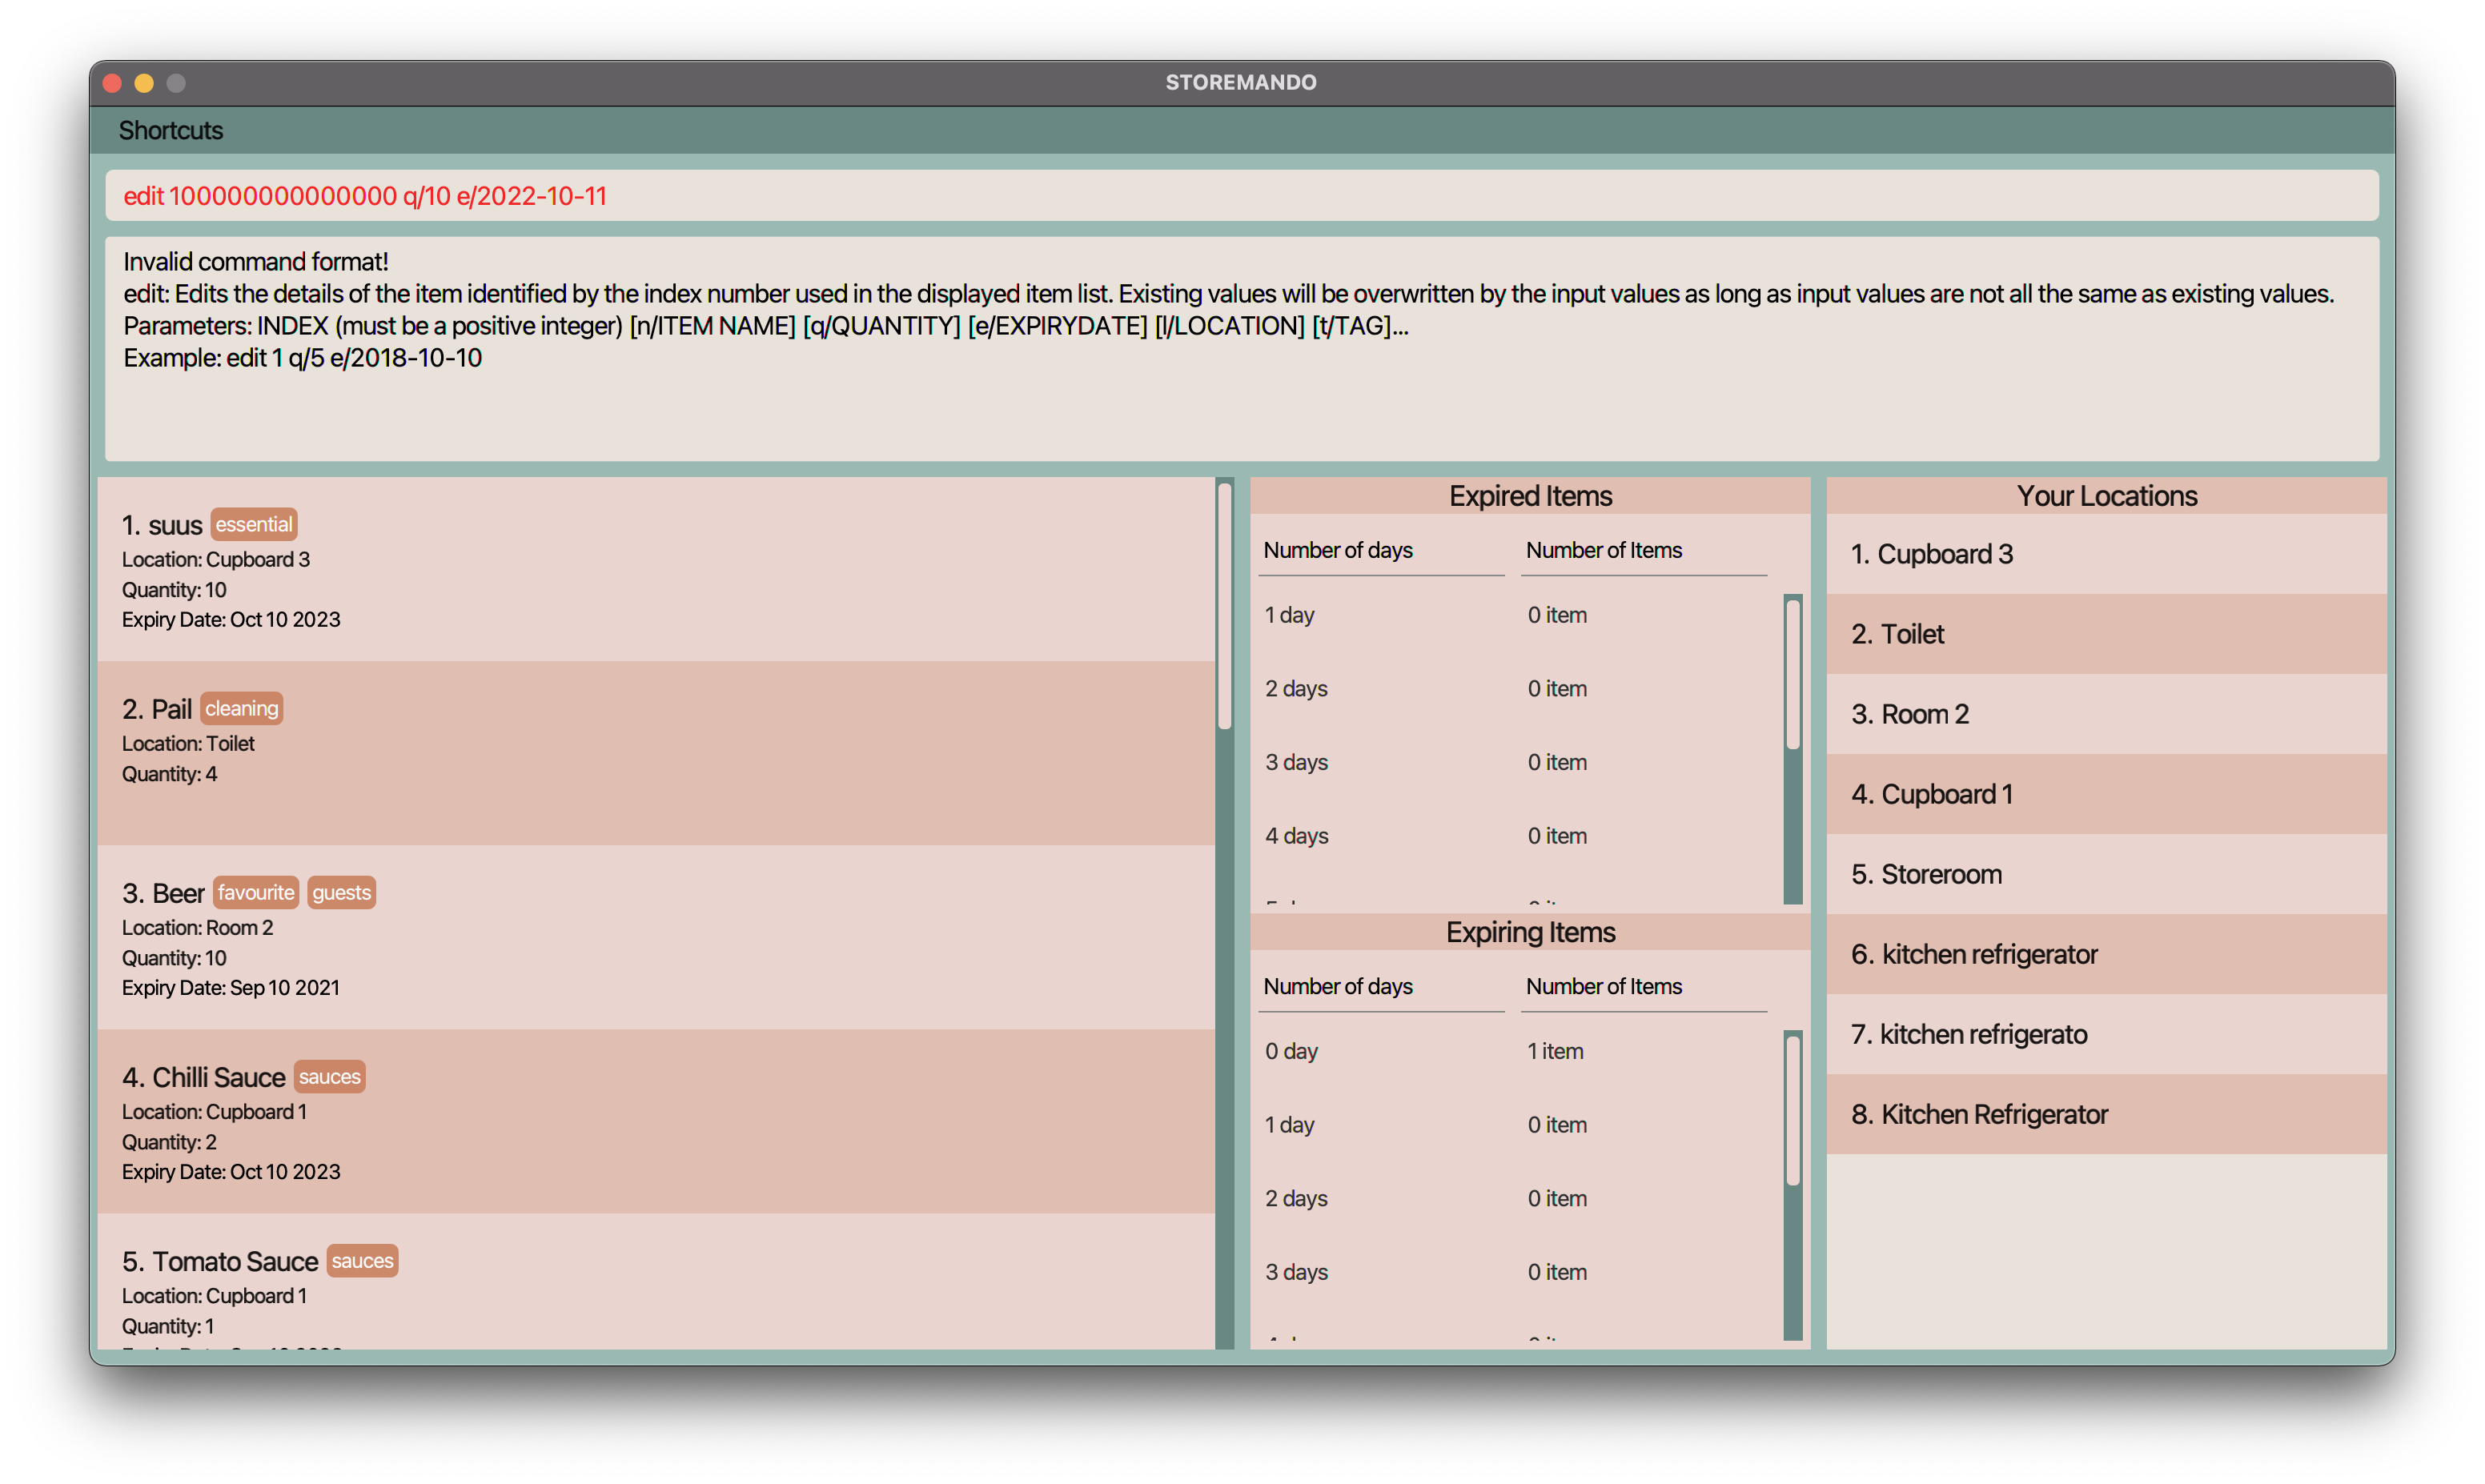 STOREMANDO
Shortcuts
edit 100000000000000 q/10 e/2022-10-11
Invalid command format!
edit: Edits the details of the item identified by the index number used in the displayed item list. Existing values will be overwritten by the input values as long as input values are not all the same as existing values.
Parameters: INDEX (must be a positive integer) [n/ITEM NAME] [q/QUANTITY] [e/EXPIRYDATE] [l/LOCATION] [t/TAG]...
Example: edit 1 q/5 e/2018-10-10
1. suus essential
Location: Cupboard 3
Quantity: 10
Expiry Date: Oct 10 2023
2. Pail cleaning
Location: Toilet
Quantity: 4
3. Beer favourite guests
Location: Room 2
Quantity: 10
Expiry Date: Sep 10 2021
4. Chilli Sauce sauces
Location: Cupboard 1
Quantity: 2
Expiry Date: Oct 10 2023
5. Tomato Sauce sauces
Location: Cupboard 1
Quantity: 1
Expired Items
Number of days Number of Items
1 day 0 item
2 days 0 item
3 days 0 item
4 days 0 item
Expiring Items
Number of days Number of Items
0 day 1 item
1 day 0 item
2 days 0 item
3 days 0 item
Your Locations
1. Cupboard 3
2. Toilet
3. Room 2
4. Cupboard 1
5. Storeroom
6. kitchen refrigerator
7. kitchen refrigerato
8. Kitchen Refrigerator